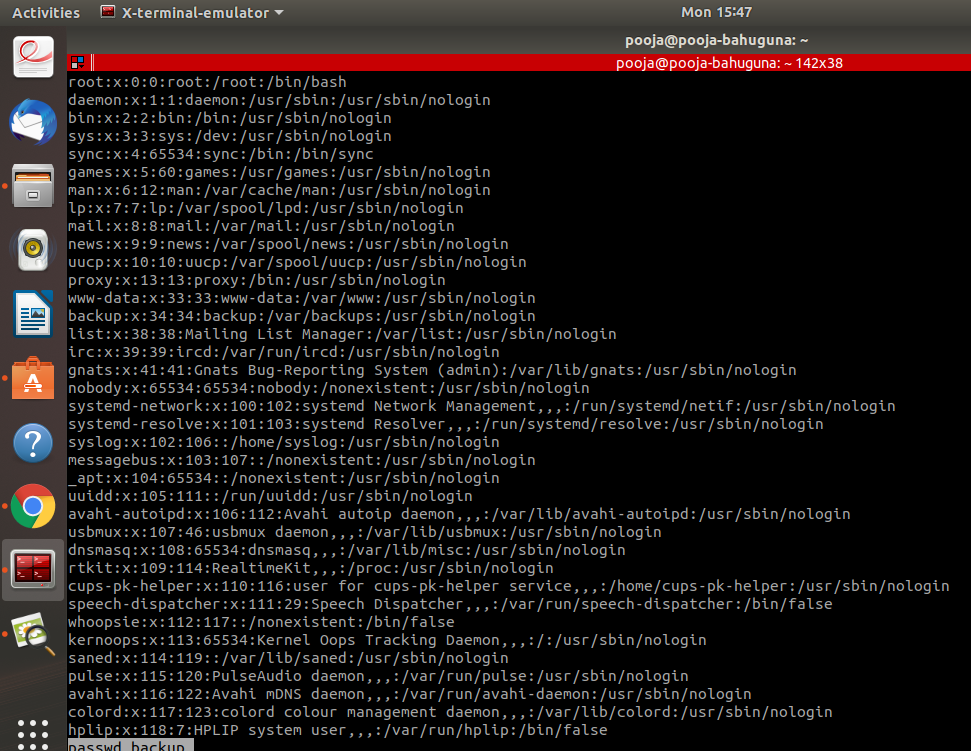 Activities X-terminal-emulator Mon 15:47
pooja@pooja-bahuguna: ~
pooja@pooja-bahuguna: ~ 142x38
root:x:0:0:root:/root:/bin/bash
daemon:x:1:1:daemon:/usr/sbin:/usr/sbin/nologin
bin:x:2:2:bin:/bin:/usr/sbin/nologin
sys:x:3:3:sys:/dev:/usr/sbin/nologin
sync:x:4:65534:sync:/bin:/bin/sync
games:x:5:60:games:/usr/games:/usr/sbin/nologin
man:x:6:12:man:/var/cache/man:/usr/sbin/nologin
lp:x:7:7:lp:/var/spool/lpd:/usr/sbin/nologin
mail:x:8:8:mail:/var/mail:/usr/sbin/nologin
news:x:9:9:news:/var/spool/news:/usr/sbin/nologin
uucp:x:10:10:uucp:/var/spool/uucp:/usr/sbin/nologin
proxy:x:13:13:proxy:/bin:/usr/sbin/nologin
www-data:x:33:33:www-data:/var/www:/usr/sbin/nologin
backup:x:34:34:backup:/var/backups:/usr/sbin/nologin
list:x:38:38:Mailing List Manager:/var/list:/usr/sbin/nologin
irc:x:39:39:ircd:/var/run/ircd:/usr/sbin/nologin
gnats:x:41:41:Gnats Bug-Reporting System (admin):/var/lib/gnats:/usr/sbin/nologin
nobody:x:65534:65534:nobody:/nonexistent:/usr/sbin/nologin
systemd-network:x:100:102:systemd Network Management,,,:/run/systemd/netif:/usr/sbin/nologin
systemd-resolve:x:101:103:systemd Resolver,,,:/run/systemd/resolve:/usr/sbin/nologin
syslog:x:102:106::/home/syslog:/usr/sbin/nologin
messagebus:x:103:107::/nonexistent:/usr/sbin/nologin
_apt:x:104:65534::/nonexistent:/usr/sbin/nologin
uuidd:x:105:111::/run/uuidd:/usr/sbin/nologin
avahi-autoipd:x:106:112:Avahi autoip daemon,,,:/var/lib/avahi-autoipd:/usr/sbin/nologin
usbmux:x:107:46:usbmux daemon,,,:/var/lib/usbmux:/usr/sbin/nologin
dnsmasq:x:108:65534:dnsmasq,,,:/var/lib/misc:/usr/sbin/nologin
rtkit:x:109:114:RealtimeKit,,,:/proc:/usr/sbin/nologin
cups-pk-helper:x:110:116:user for cups-pk-helper service,,,:/home/cups-pk-helper:/usr/sbin/nologin
speech-dispatcher:x:111:29:Speech Dispatcher,,,:/var/run/speech-dispatcher:/bin/false
whoopsie:x:112:117::/nonexistent:/bin/false
kernoops:x:113:65534:Kernel Oops Tracking Daemon,,,:/:/usr/sbin/nologin
saned:x:114:119::/var/lib/saned:/usr/sbin/nologin
pulse:x:115:120:PulseAudio daemon,,,:/var/run/pulse:/usr/sbin/nologin
avahi:x:116:122:Avahi mDNS daemon,,,:/var/run/avahi-daemon:/usr/sbin/nologin
colord:x:117:123:colord colour management daemon,,,:/var/lib/colord:/usr/sbin/nologin
hplip:x:118:7:HPLIP system user,,,:/var/run/hplip:/bin/false
passwd_backup